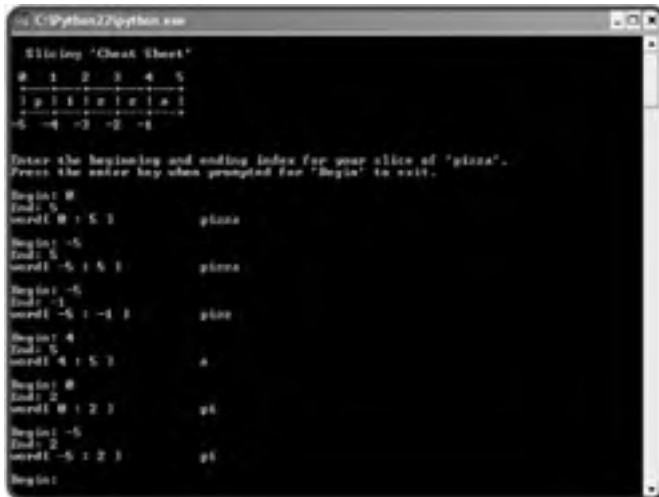 C:\Python22\python.exe
Slicing 'Cheat Sheet'
0 1 2 3 4 5
+---+---+---+---+---+
| p | i | z | z | a |
+---+---+---+---+---+
-5 -4 -3 -2 -1
Enter the beginning and ending index for your slice of 'pizza'.
Press the enter key when prompted for 'Begin' to exit.
Begin: 0
End: 5
word[ 0 : 5 ] pizza
Begin: -5
End: 5
word[ -5 : 5 ] pizza
Begin: -5
End: -1
word[ -5 : -1 ] pizz
Begin: 4
End: 5
word[ 4 : 5 ] a
Begin: 0
End: 2
word[ 0 : 2 ] pi
Begin: -5
End: 2
word[ -5 : 2 ] pi
Begin: